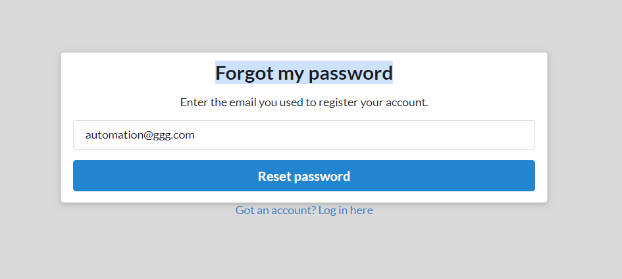 Forgot my password
Enter the email you used to register your account.
automation@ggg.com
Reset password
Got an account? Log in here